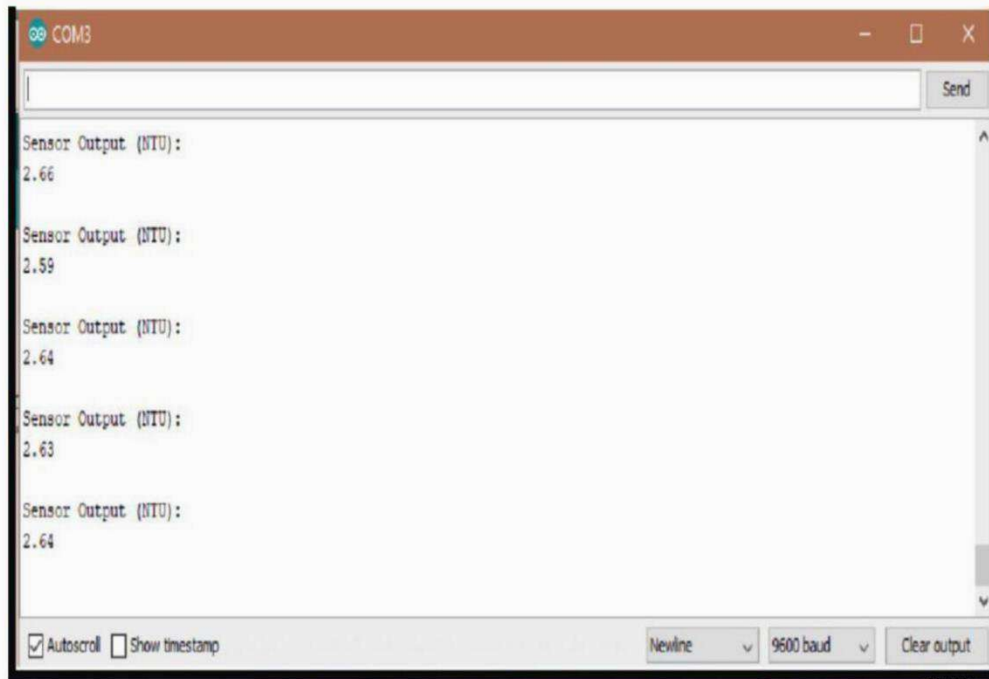 COM3
Send
Sensor Output (NTU):
2.66
Sensor Output (NTU):
2.59
Sensor Output (NTU):
2.64
Sensor Output (NTU):
2.63
Sensor Output (NTU):
2.64
Autoscroll Show timestamp Newline 9600 baud Clear output